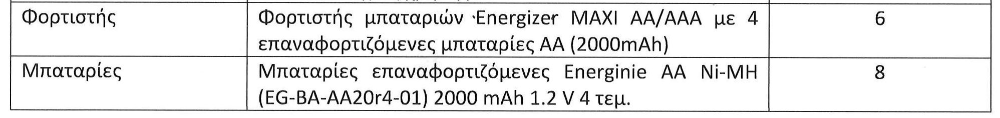 Φορτιστής
Φορτιστής μπαταριών Energizer MAXI AA/AAA με 4
επαναφορτιζόμενες μπαταρίες AA (2000mAh)
6
Μπαταρίες
Μπαταρίες επαναφορτιζόμενες Energinie AA Ni-MH
(EG-BA-AA20r4-01) 2000 mAh 1.2 V 4 τεμ.
8